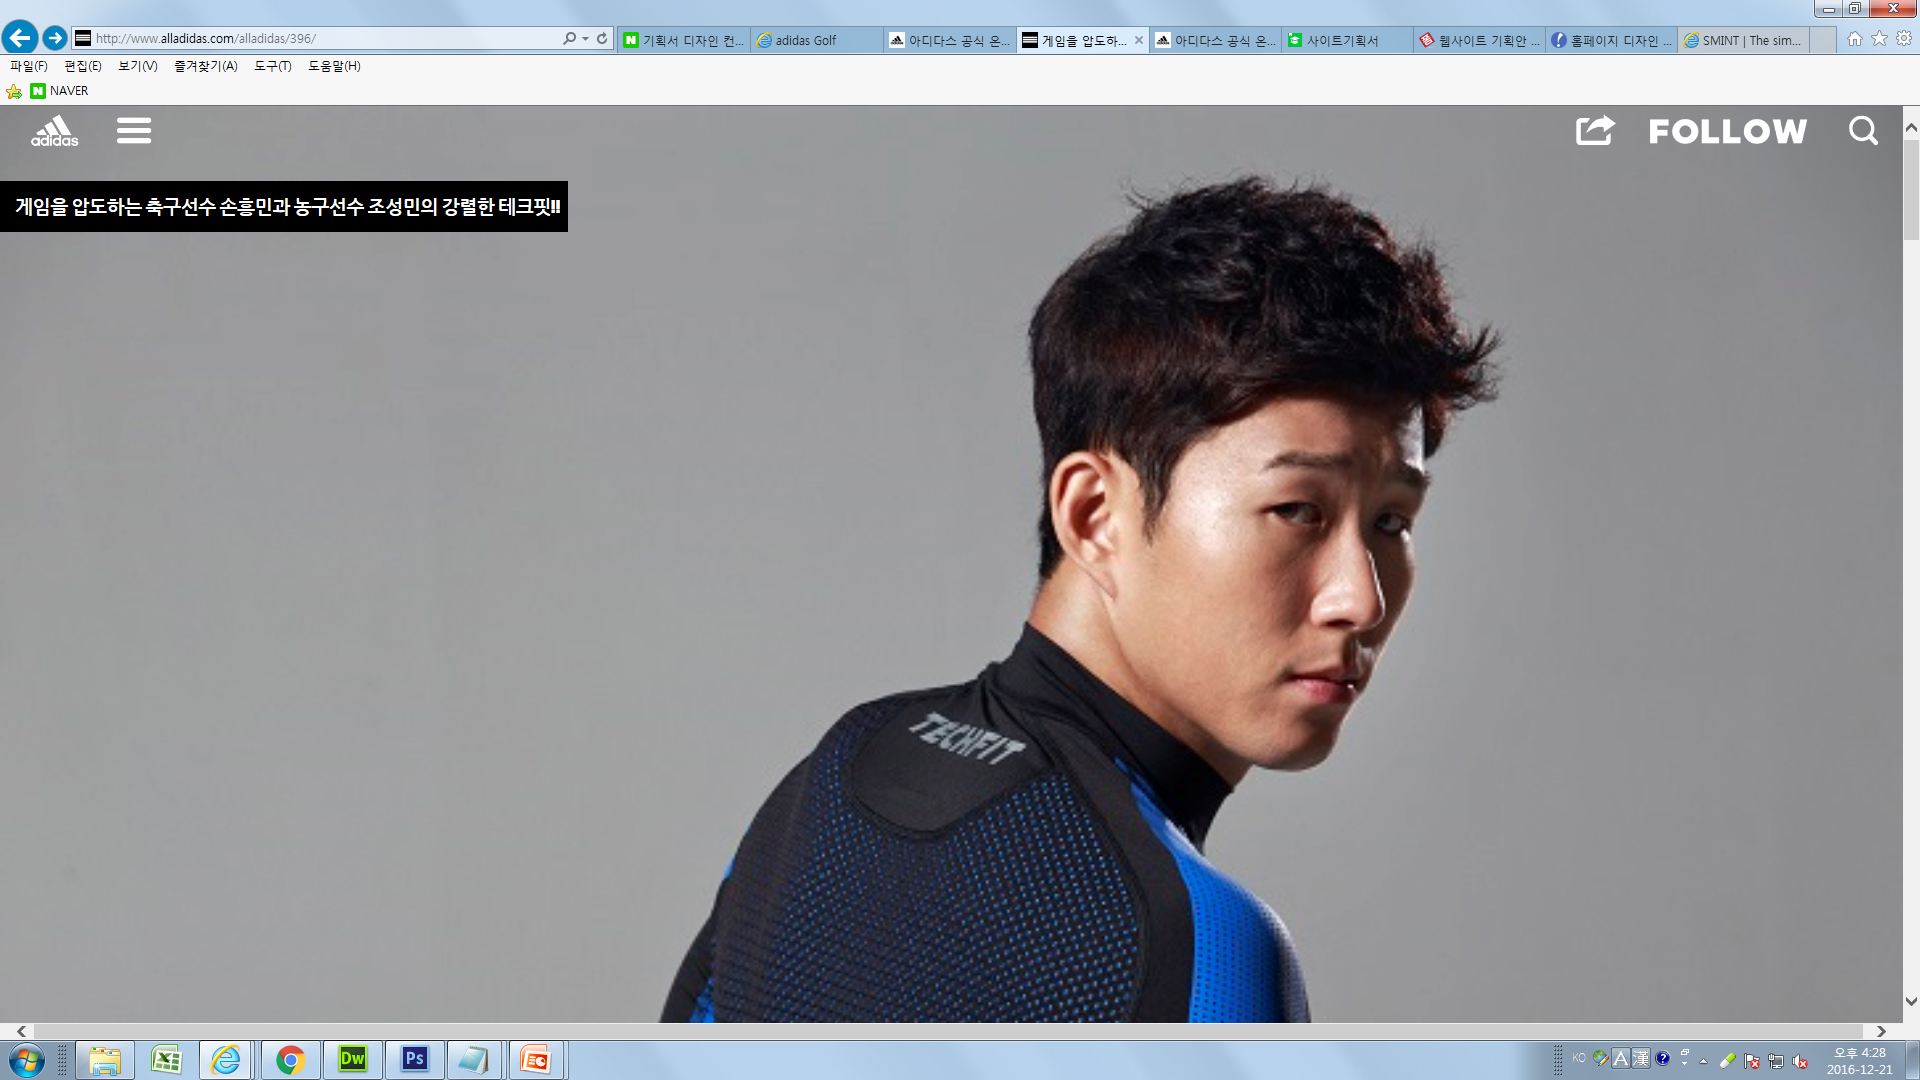 http://www.alladidas.com/alladidas/396/
기획서 디자인 컨...
adidas Golf
아디다스 공식 온...
게임을 압도하...
아디다스 공식 온...
사이트기획서
웹사이트 기획안 ...
홈페이지 디자인 ...
SMINT | The sim...
파일(F) 편집(E) 보기(V) 즐겨찾기(A) 도구(T) 도움말(H)
N NAVER
adidas
FOLLOW
게임을 압도하는 축구선수 손흥민과 농구선수 조성민의 강렬한 테크핏!!
TECHFIT
Dw
Ps
KO
A 漢
오후 4:28
2016-12-21